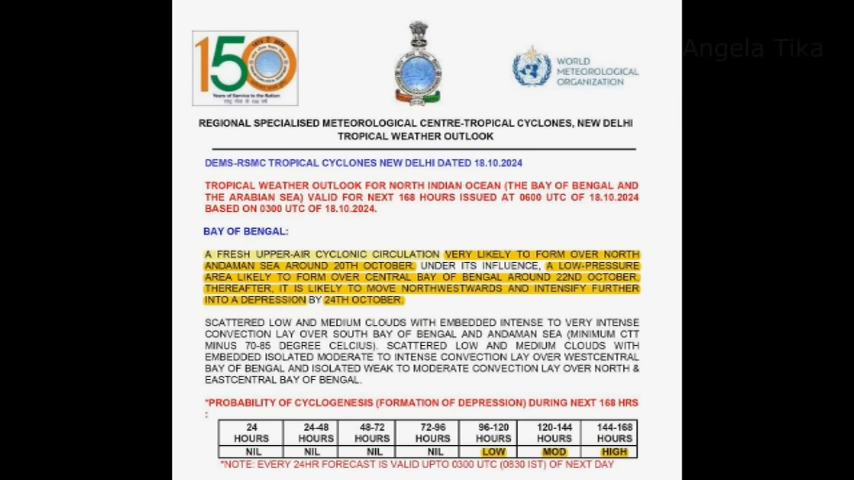 Angela Tika
150
Years of Service to the Nation
WORLD
METEOROLOGICAL
ORGANIZATION
REGIONAL SPECIALISED METEOROLOGICAL CENTRE-TROPICAL CYCLONES, NEW DELHI
TROPICAL WEATHER OUTLOOK
DEMS-RSMC TROPICAL CYCLONES NEW DELHI DATED 18.10.2024
TROPICAL WEATHER OUTLOOK FOR NORTH INDIAN OCEAN (THE BAY OF BENGAL AND
THE ARABIAN SEA) VALID FOR NEXT 168 HOURS ISSUED AT 0600 UTC OF 18.10.2024
BASED ON 0300 UTC OF 18.10.2024.
BAY OF BENGAL:
A FRESH UPPER-AIR CYCLONIC CIRCULATION VERY LIKELY TO FORM OVER NORTH
ANDAMAN SEA AROUND 20TH OCTOBER. UNDER ITS INFLUENCE, A LOW-PRESSURE
AREA LIKELY TO FORM OVER CENTRAL BAY OF BENGAL AROUND 22ND OCTOBER.
THEREAFTER, IT IS LIKELY TO MOVE NORTHWESTWARDS AND INTENSIFY FURTHER
INTO A DEPRESSION BY 24TH OCTOBER.
SCATTERED LOW AND MEDIUM CLOUDS WITH EMBEDDED INTENSE TO VERY INTENSE
CONVECTION LAY OVER SOUTH BAY OF BENGAL AND ANDAMAN SEA (MINIMUM CTT
MINUS 70-85 DEGREE CELCIUS). SCATTERED LOW AND MEDIUM CLOUDS WITH
EMBEDDED ISOLATED MODERATE TO INTENSE CONVECTION LAY OVER WESTCENTRAL
BAY OF BENGAL AND ISOLATED WEAK TO MODERATE CONVECTION LAY OVER NORTH &
EASTCENTRAL BAY OF BENGAL.
*PROBABILITY OF CYCLOGENESIS (FORMATION OF DEPRESSION) DURING NEXT 168 HRS
:
24 24-48 48-72 72-96 96-120 120-144 144-168
HOURS HOURS HOURS HOURS HOURS HOURS HOURS
NIL NIL NIL NIL LOW MOD HIGH
*NOTE: EVERY 24HR FORECAST IS VALID UPTO 0300 UTC (0830 IST) OF NEXT DAY